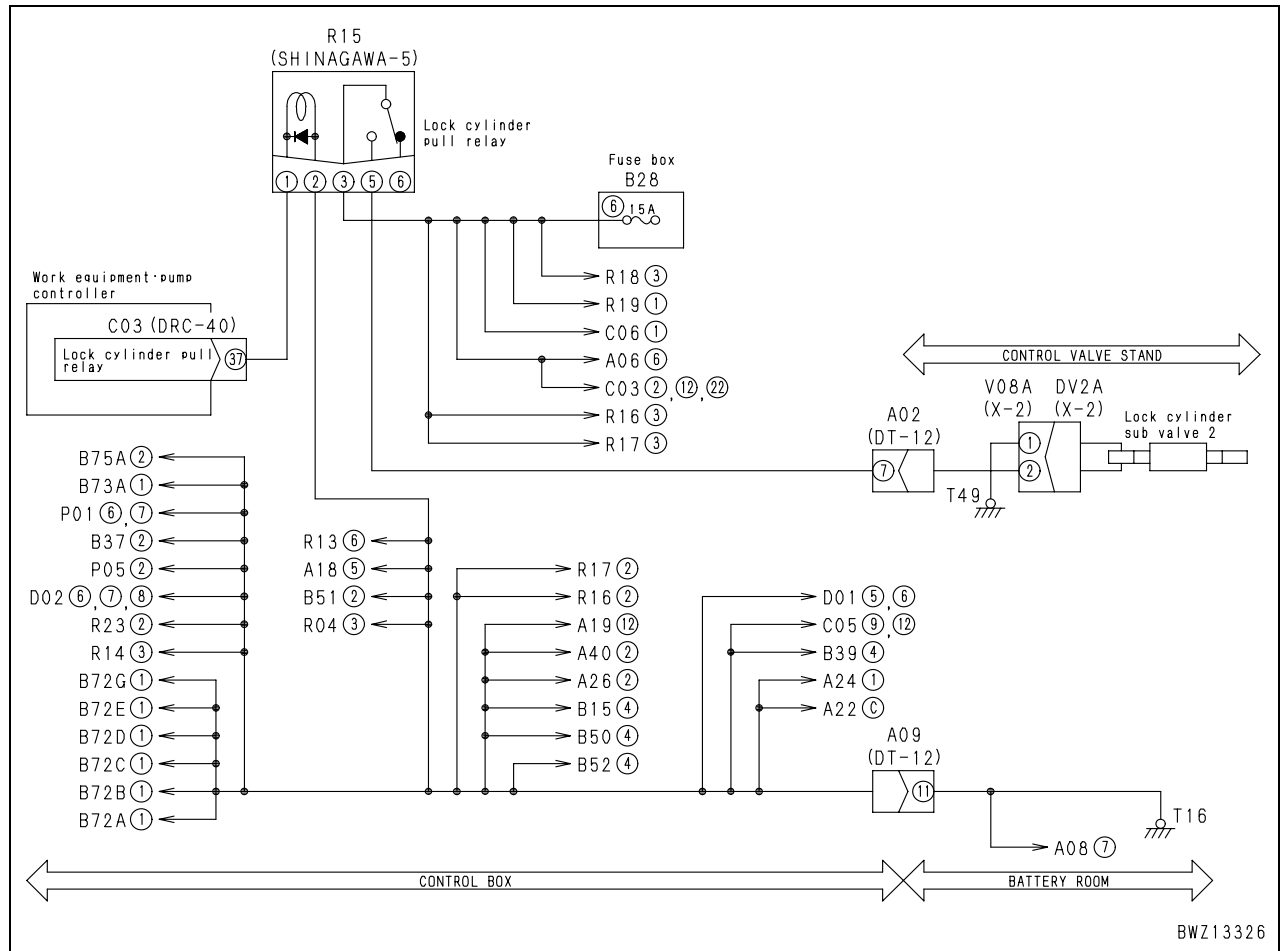 R15
(SHINAGAWA-5)
Lock cylinder
pull relay
1 2 3 5 6
Fuse box
B28
6 15A
R18 3
R19 1
C06 1
A06 6
C03 2, 12, 22
R16 3
R17 3
Work equipment·pump
controller
C03 (DRC-40)
Lock cylinder pull
relay
37
CONTROL VALVE STAND
V08A
(X-2)
DV2A
(X-2)
Lock cylinder
sub valve 2
1
2
A02
(DT-12)
7
T49
B75A 2
B73A 1
P01 6, 7
B37 2
P05 2
D02 6, 7, 8
R23 2
R14 3
B72G 1
B72E 1
B72D 1
B72C 1
B72B 1
B72A 1
R13 6
A18 5
B51 2
R04 3
R17 2
R16 2
A19 12
A40 2
A26 2
B15 4
B50 4
B52 4
D01 5, 6
C05 9, 12
B39 4
A24 1
A22 C
A09
(DT-12)
11
T16
A08 7
CONTROL BOX
BATTERY ROOM
BWZ13326